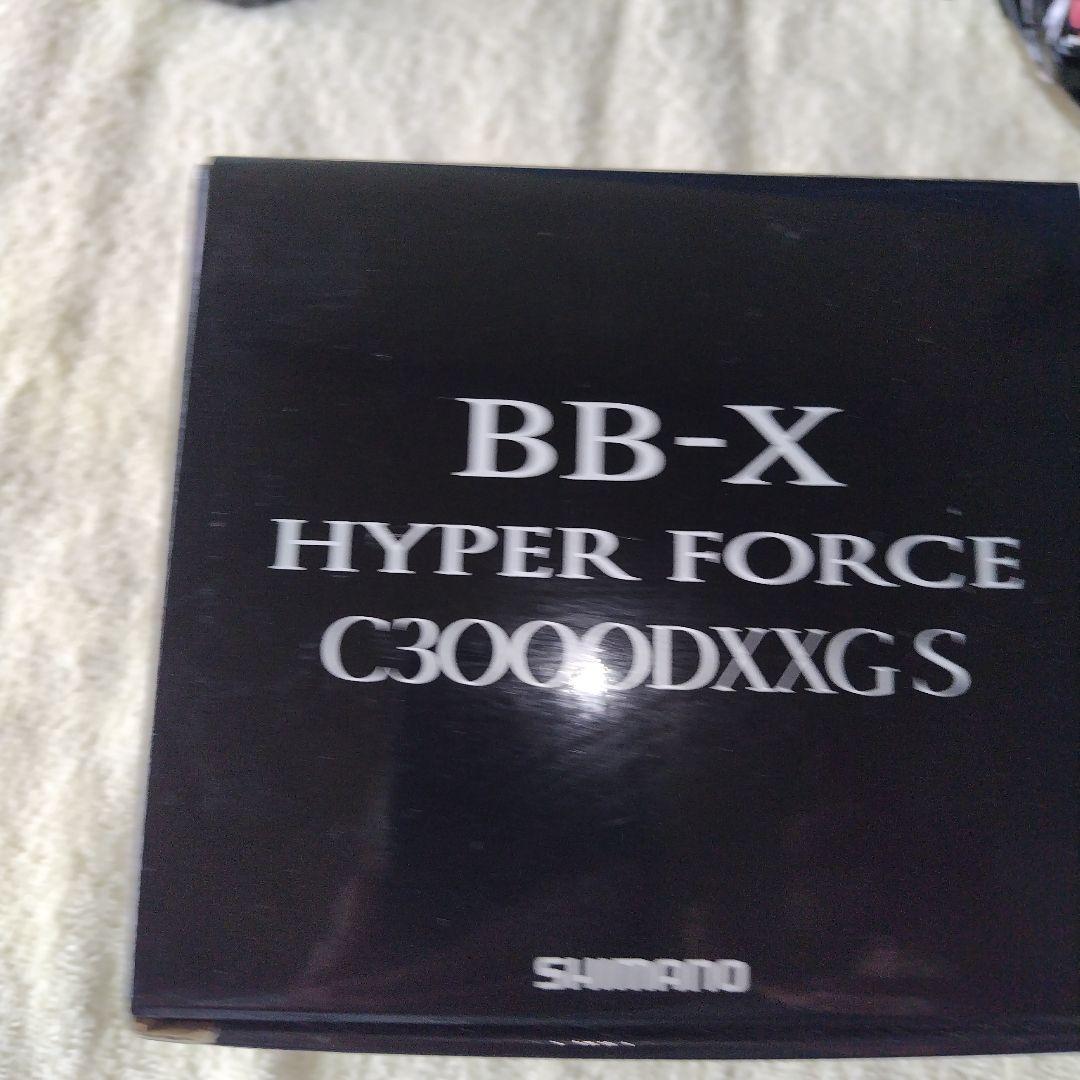 BB-X
HYPER FORCE
C3000DXXG S
SHIMANO